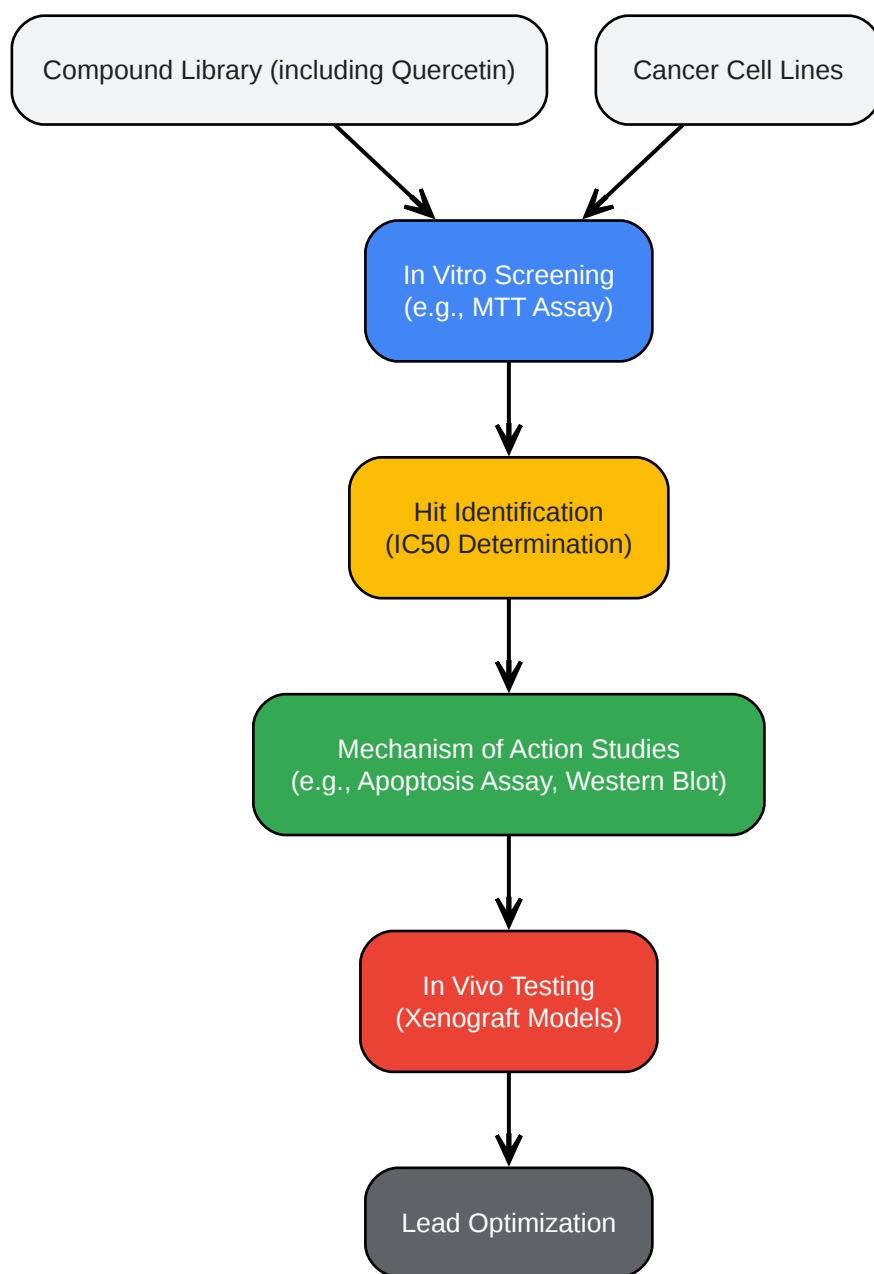 Compound Library (including Quercetin)
Cancer Cell Lines
In Vitro Screening
(e.g., MTT Assay)
Hit Identification
(IC50 Determination)
Mechanism of Action Studies
(e.g., Apoptosis Assay, Western Blot)
In Vivo Testing
(Xenograft Models)
Lead Optimization